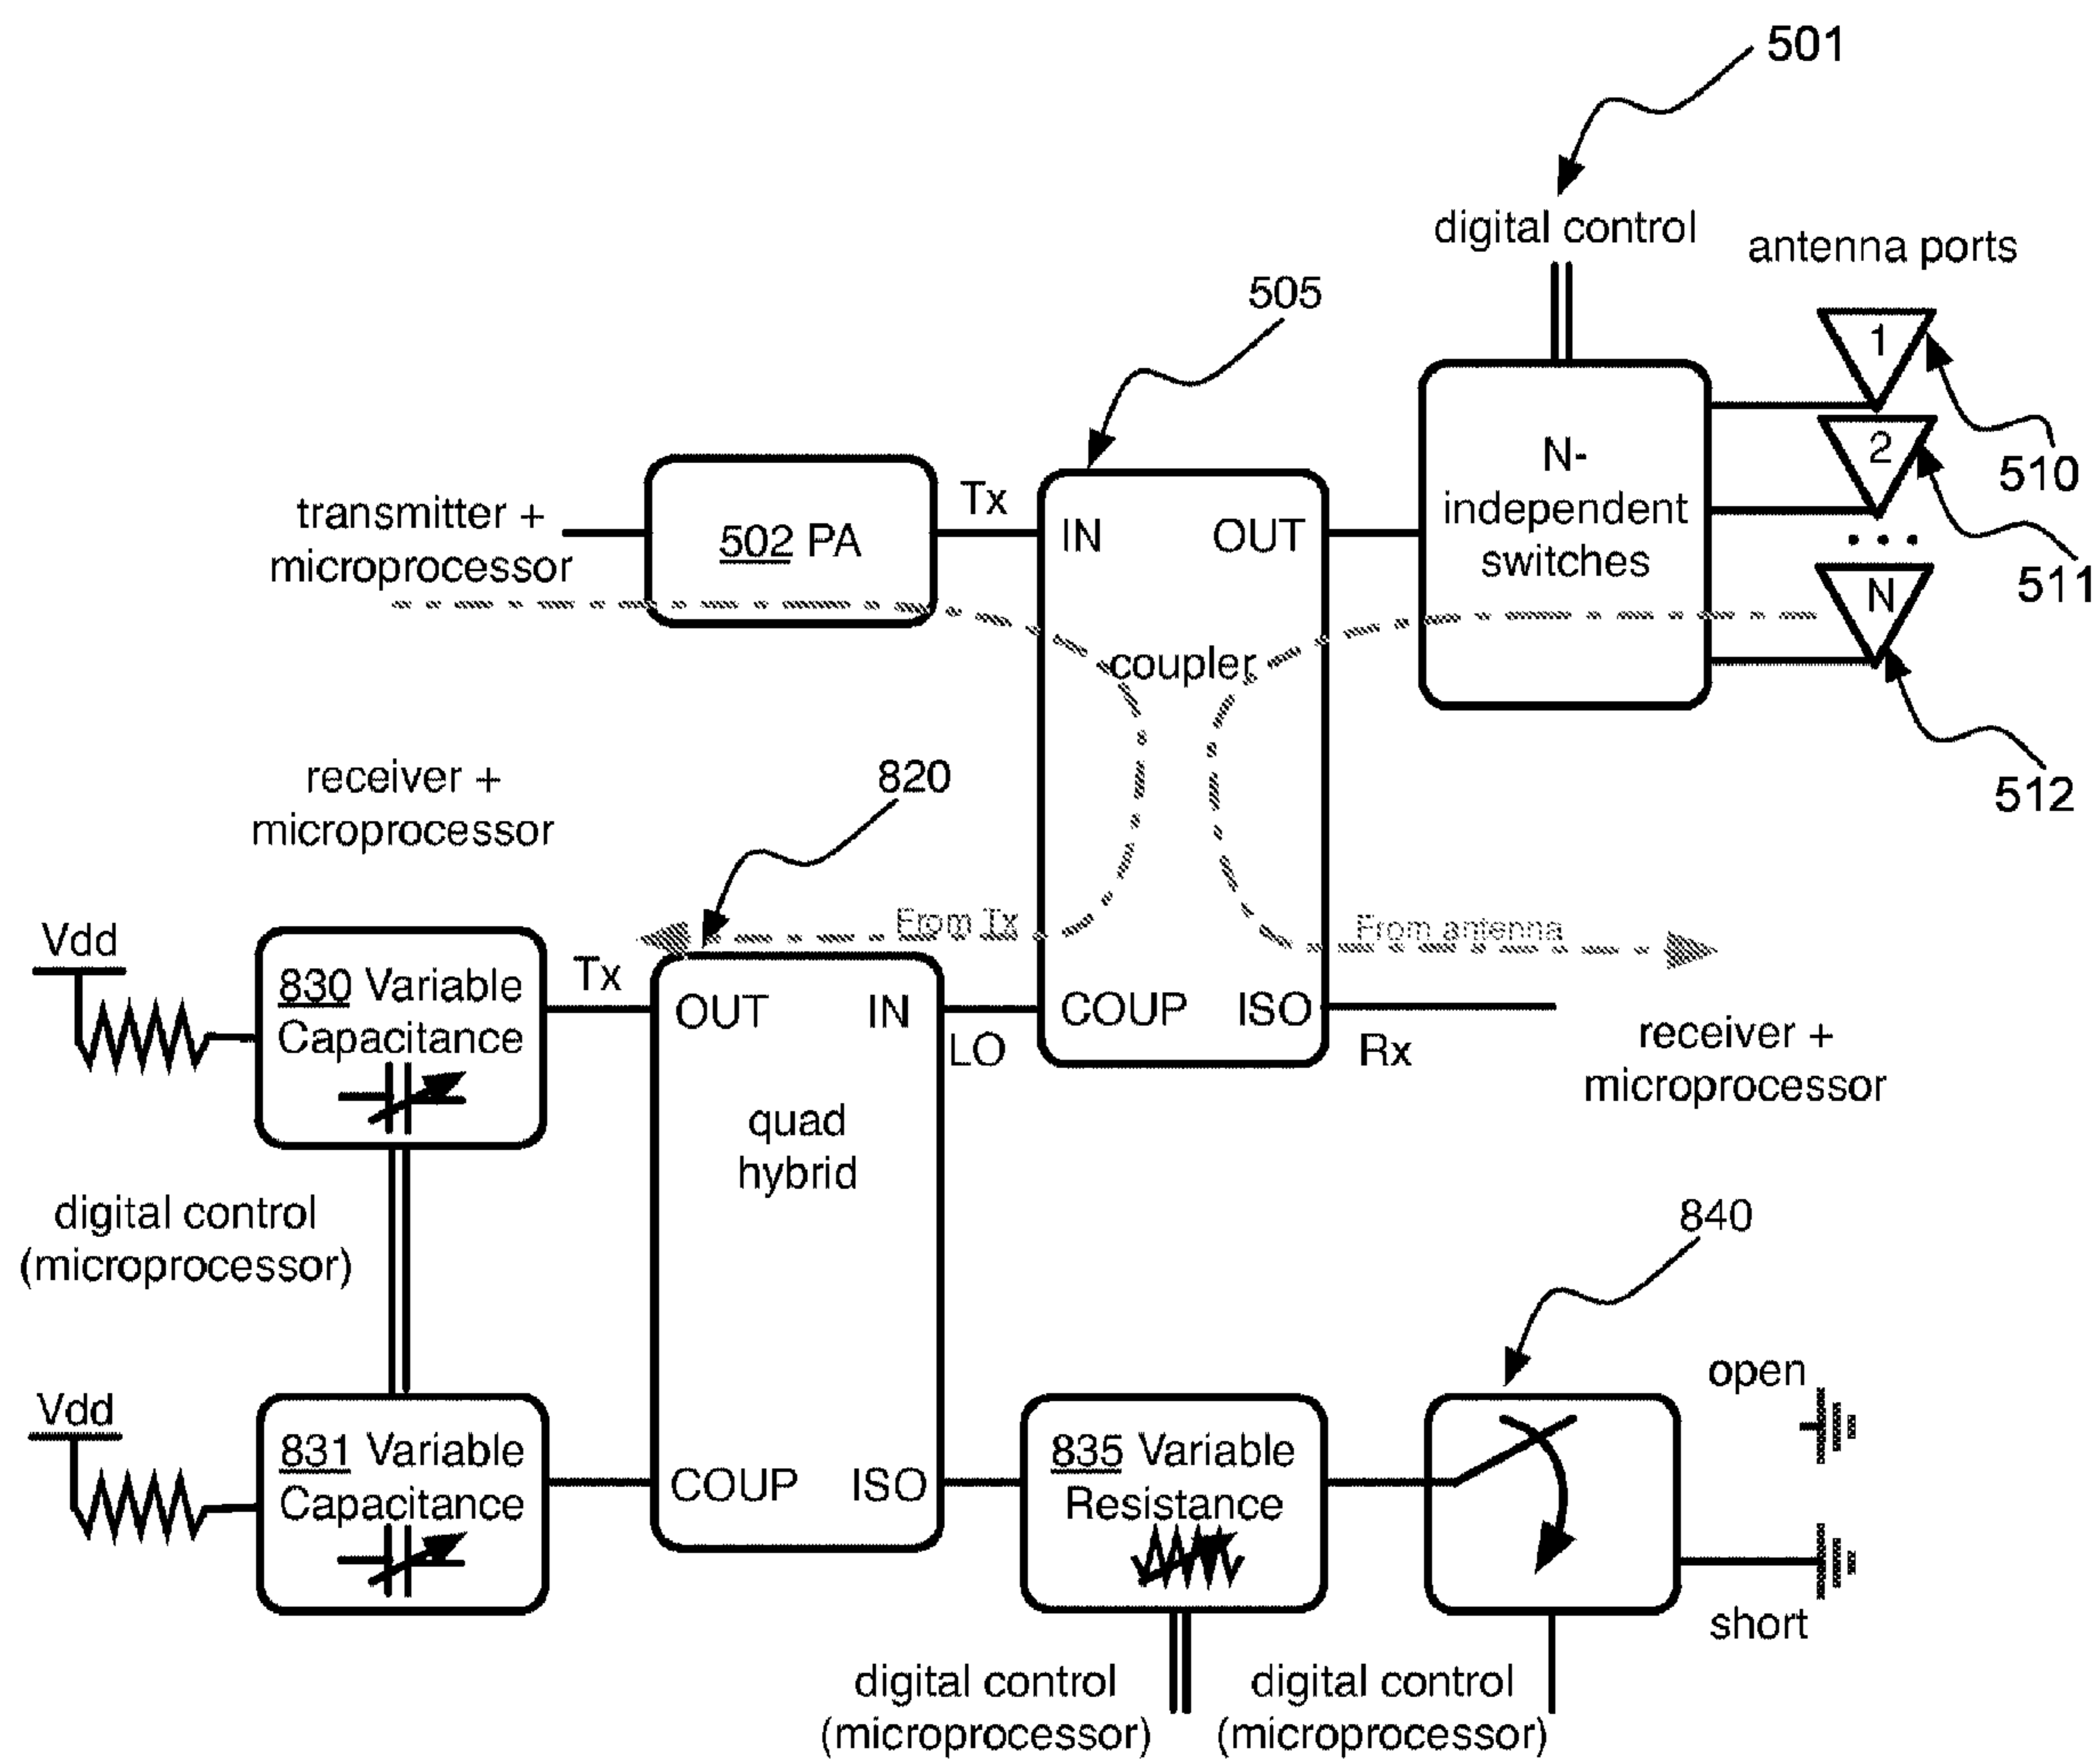 501
digital control
antenna ports
505
1
2
510
N-
independent
switches
511
N
512
transmitter +
microprocessor
502 PA
Tx
IN
OUT
coupler
receiver +
microprocessor
820
From Tx
From antenna
Vdd
830 Variable
Capacitance
Tx
OUT
IN
LO
COUP
ISO
Rx
receiver +
microprocessor
quad
hybrid
digital control
(microprocessor)
840
Vdd
831 Variable
Capacitance
COUP
ISO
835 Variable
Resistance
open
short
digital control
(microprocessor)
digital control
(microprocessor)